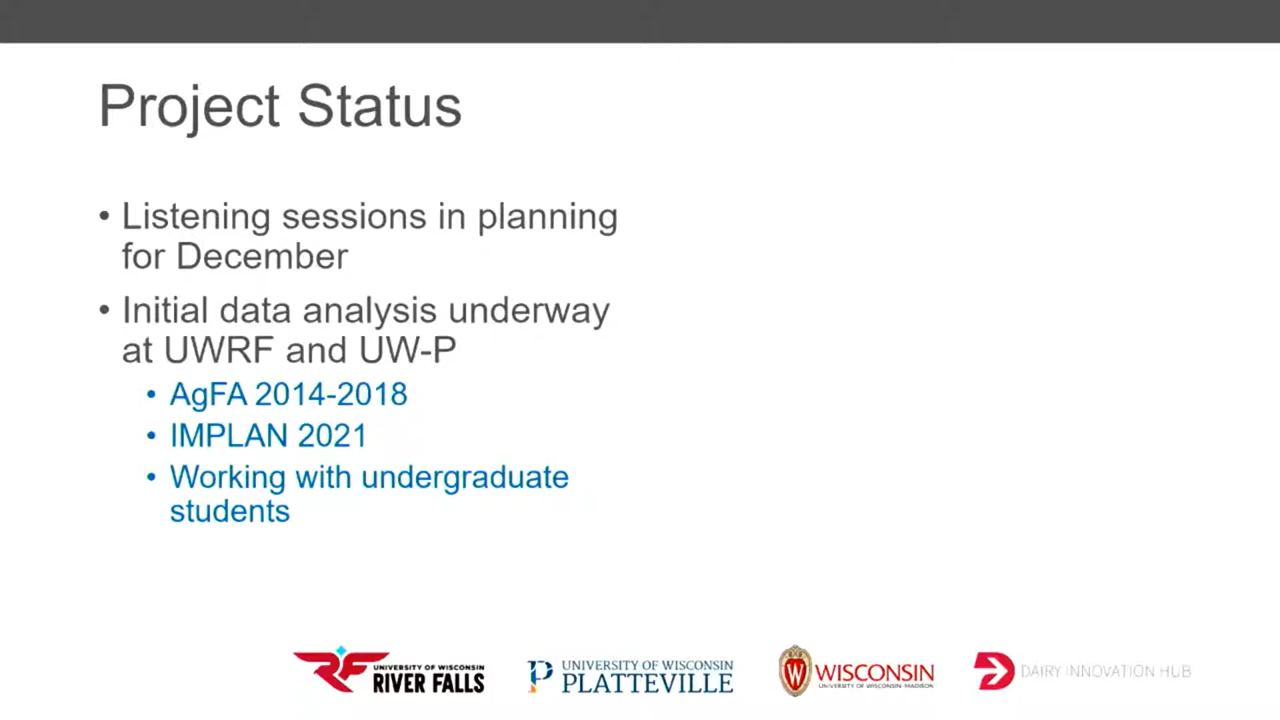 Project Status
• Listening sessions in planning
for December
• Initial data analysis underway
at UWRF and UW-P
• AgFA 2014-2018
• IMPLAN 2021
• Working with undergraduate
students
UNIVERSITY OF WISCONSIN
RIVER FALLS
UNIVERSITY OF WISCONSIN
PLATTEVILLE
WISCONSIN
UNIVERSITY OF WISCONSIN-MADISON
DAIRY INNOVATION HUB